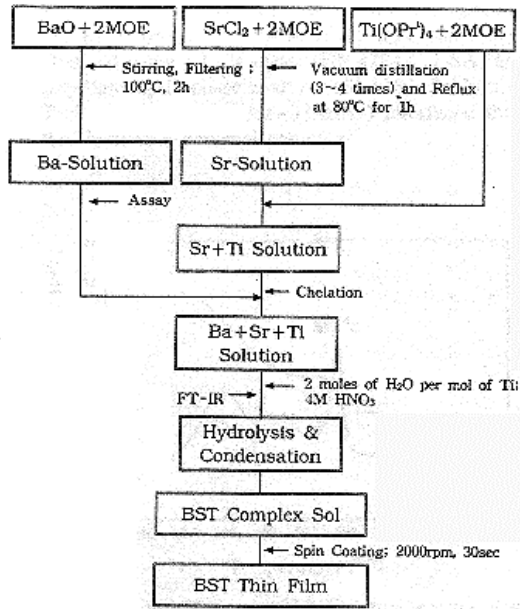 BaO+2MOE
SrCl₂+2MOE
Ti(OPrⁱ)₄+2MOE
Stirring, Filtering ;
100°C, 2h
Vacuum distillation
(3~4 times) and Reflux
at 80°C for 1h
Ba-Solution
Sr-Solution
Assay
Sr+Ti Solution
Chelation
Ba+Sr+Ti
Solution
2 moles of H₂O per mol of Ti;
4M HNO₃
FT-IR
Hydrolysis &
Condensation
BST Complex Sol
Spin Coating; 2000rpm, 30sec
BST Thin Film